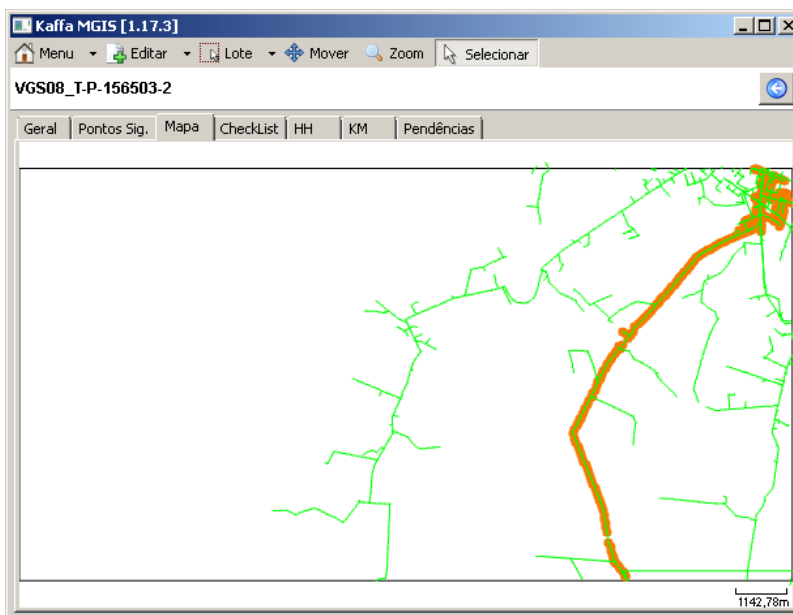 Kaffa MGIS [1.17.3]
Menu Editar Lote Mover Zoom Selecionar
VGS08_T-P-156503-2
Geral Pontos Sig. Mapa CheckList HH KM Pendências
1142,78m